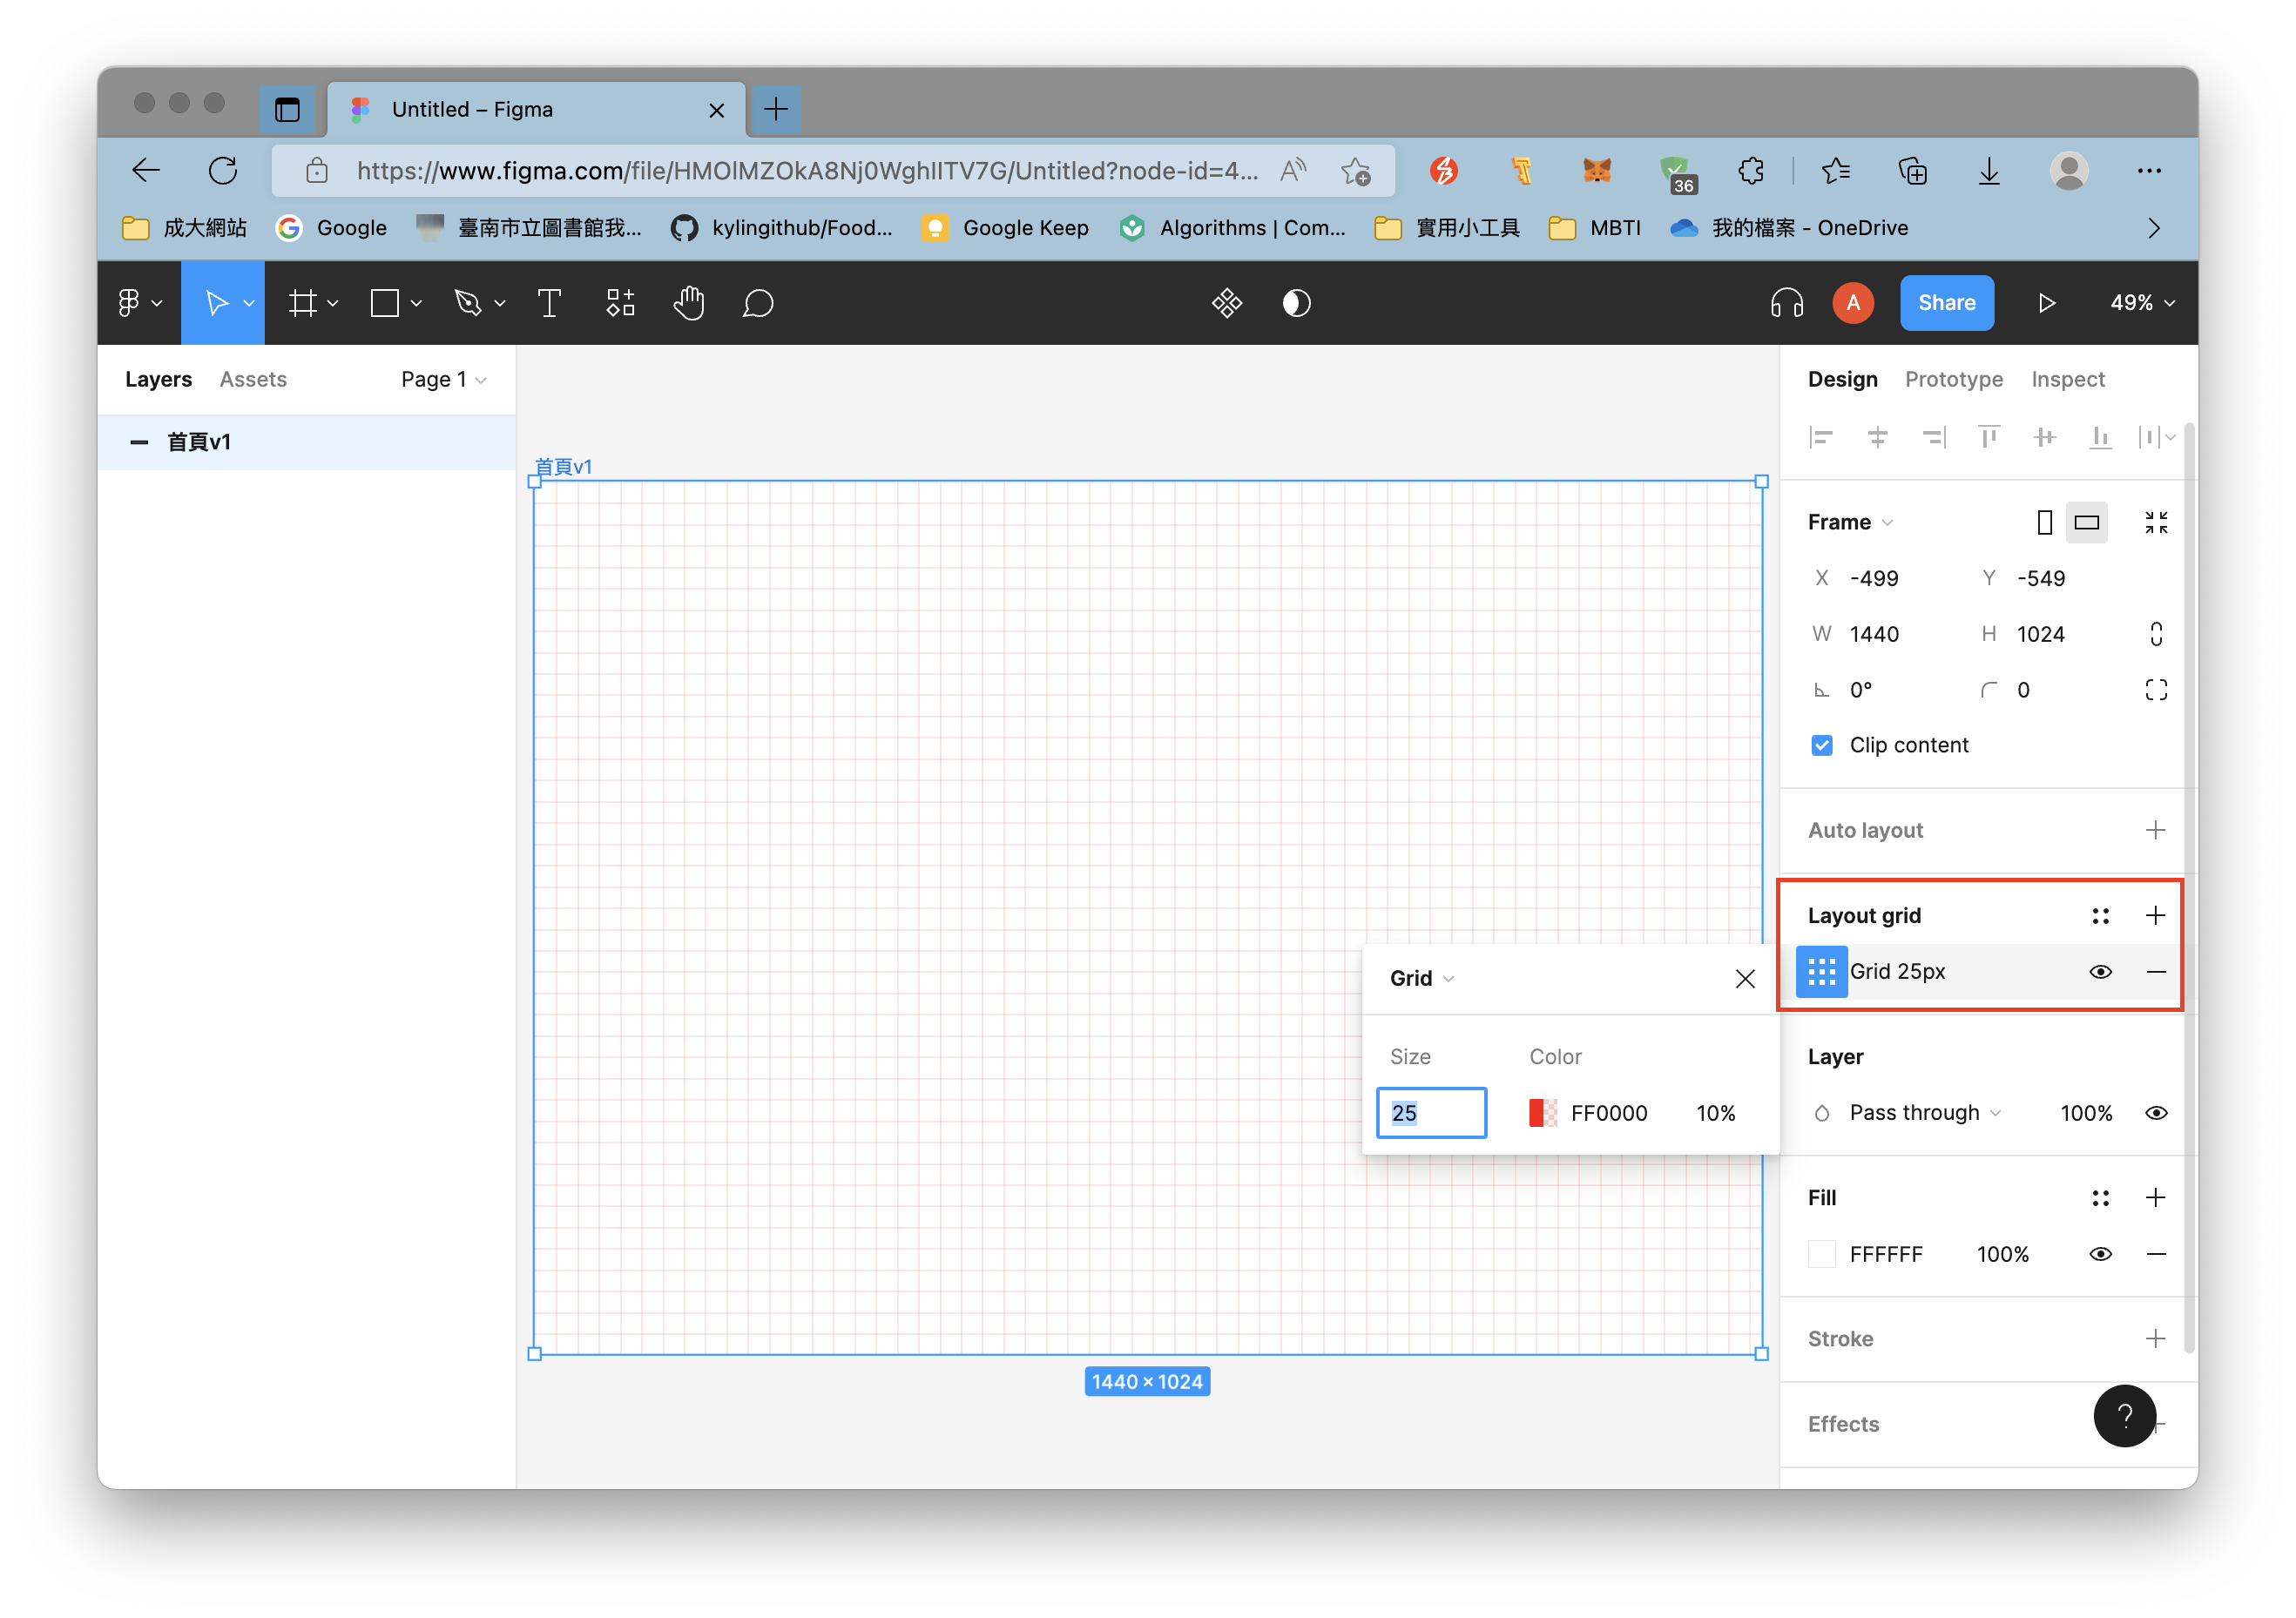 Untitled – Figma
https://www.figma.com/file/HMOlMZOkA8Nj0WghlITV7G/Untitled?node-id=4...
36
成大網站
Google
臺南市立圖書館我...
kylingithub/Food...
Google Keep
Algorithms | Com...
實用小工具
MBTI
我的檔案 - OneDrive
A
Share
49%
Layers
Assets
Page 1
首頁v1
首頁v1
1440 × 1024
Design
Prototype
Inspect
Frame
X -499
Y -549
W 1440
H 1024
0°
0
Clip content
Auto layout
Layout grid
Grid 25px
Grid
Size
Color
25
FF0000
10%
Layer
Pass through
100%
Fill
FFFFFF
100%
Stroke
Effects
?